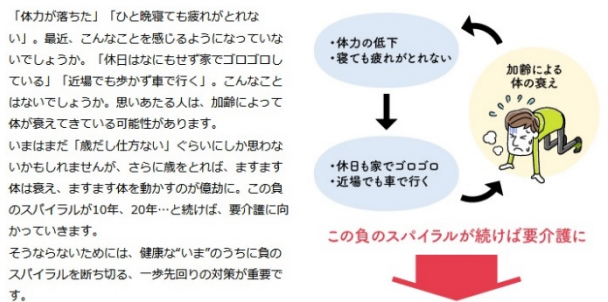 「体力が落ちた」「ひと晩寝ても疲れがとれな
い」。最近、こんなことを感じるようになっていな
いでしょうか。「休日はなにもせず家でゴロゴロし
ている」「近場でも歩かず車で行く」。こんなこと
はないでしょうか。思いあたる人は、加齢によって
体が衰えてきている可能性があります。
いまはまだ「歳だし仕方ない」ぐらいにしか思わな
いかもしれませんが、さらに歳をとれば、ますます
体は衰え、ますます体を動かすのが億劫に。この負
のスパイラルが10年、20年…と続けば、要介護に向
かっていきます。
そうならないためには、健康な“いま”のうちに負の
スパイラルを断ち切る、一歩先回りの対策が重要で
す。
・体力の低下
・寝ても疲れがとれない
加齢による
体の衰え
・休日も家でゴロゴロ
・近場でも車で行く
この負のスパイラルが続けば要介護に